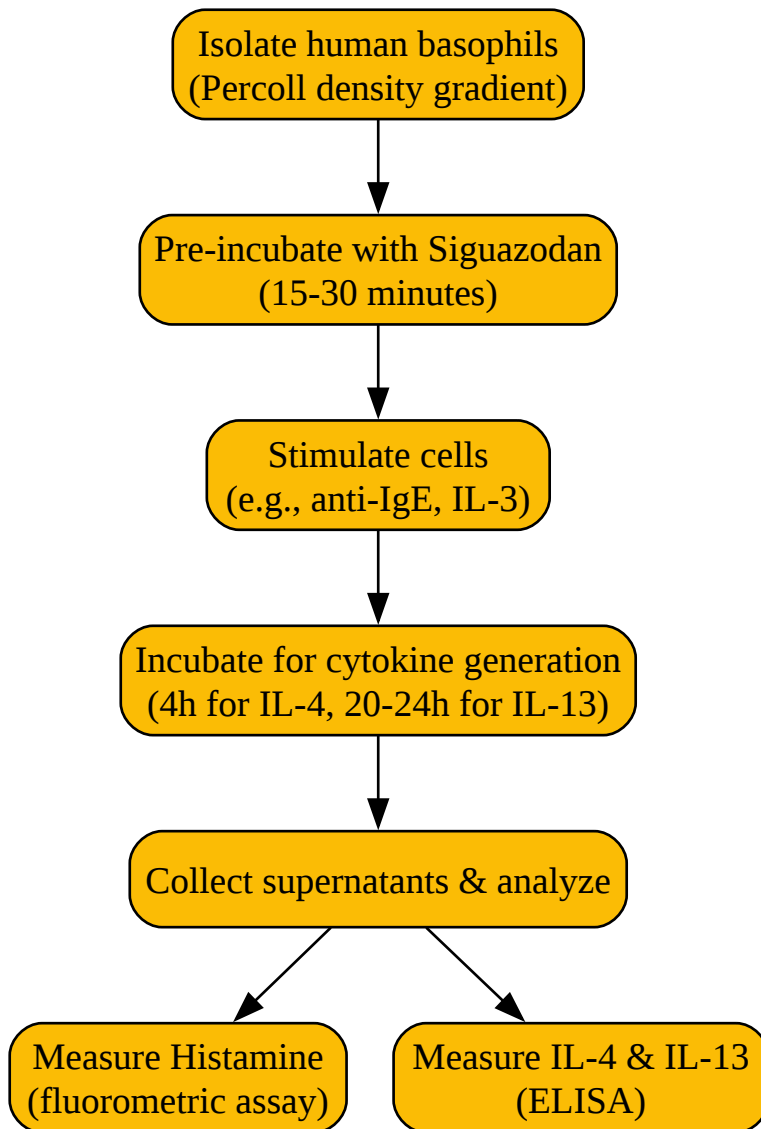 Isolate human basophils
(Percoll density gradient)
Pre-incubate with Siguazodan
(15-30 minutes)
Stimulate cells
(e.g., anti-IgE, IL-3)
Incubate for cytokine generation
(4h for IL-4, 20-24h for IL-13)
Collect supernatants & analyze
Measure Histamine
(fluorometric assay)
Measure IL-4 & IL-13
(ELISA)